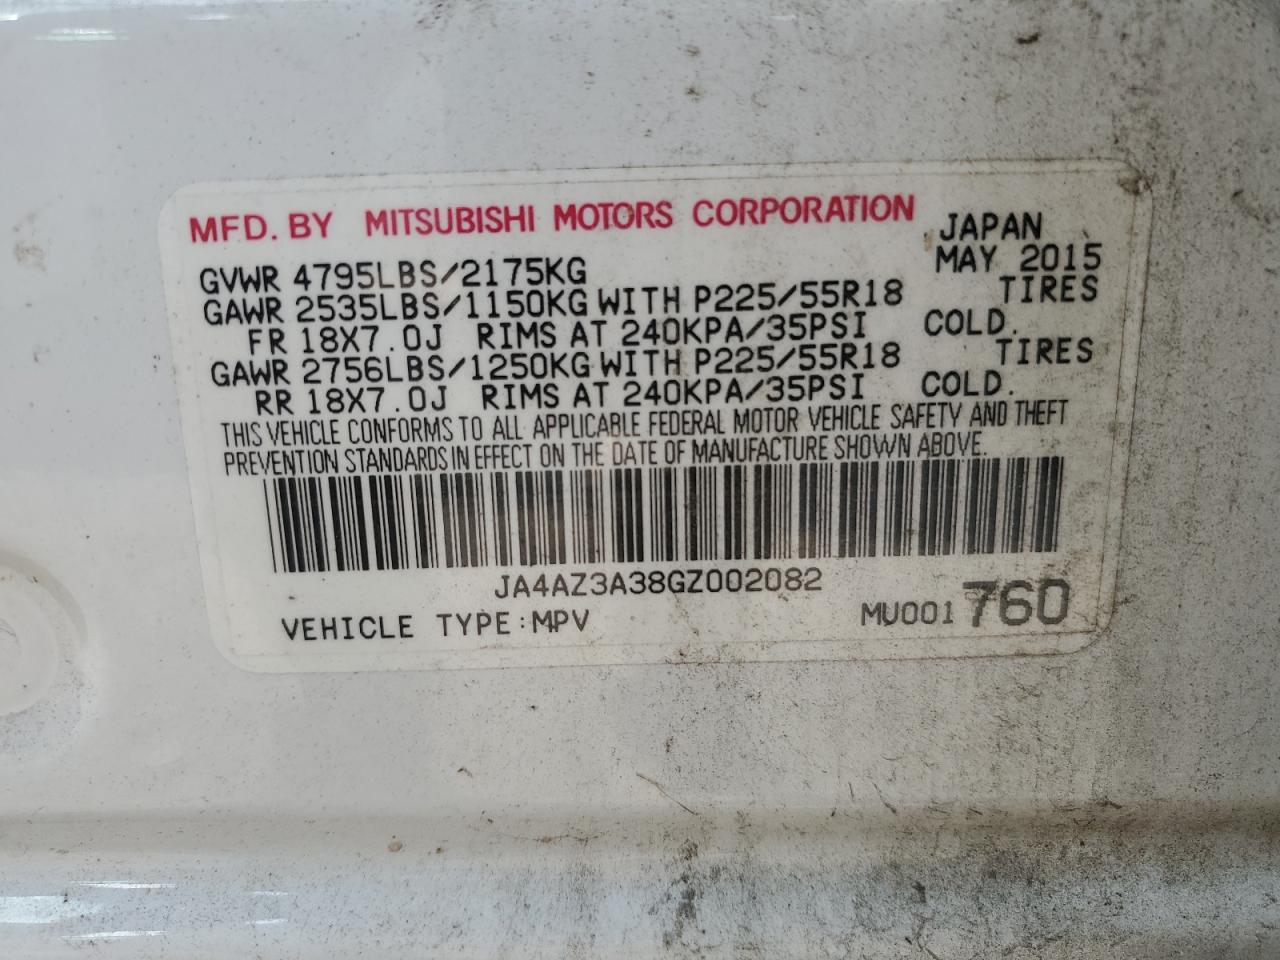 MFD. BY MITSUBISHI MOTORS CORPORATION JAPAN
GVWR 4795LBS/2175KG MAY 2015
GAWR 2535LBS/1150KG WITH P225/55R18 TIRES
FR 18X7.0J RIMS AT 240KPA/35PSI COLD.
GAWR 2756LBS/1250KG WITH P225/55R18 TIRES
RR 18X7.0J RIMS AT 240KPA/35PSI COLD.
THIS VEHICLE CONFORMS TO ALL APPLICABLE FEDERAL MOTOR VEHICLE SAFETY AND THEFT
PREVENTION STANDARDS IN EFFECT ON THE DATE OF MANUFACTURE SHOWN ABOVE.
JA4AZ3A38GZ002082
VEHICLE TYPE:MPV MU001760